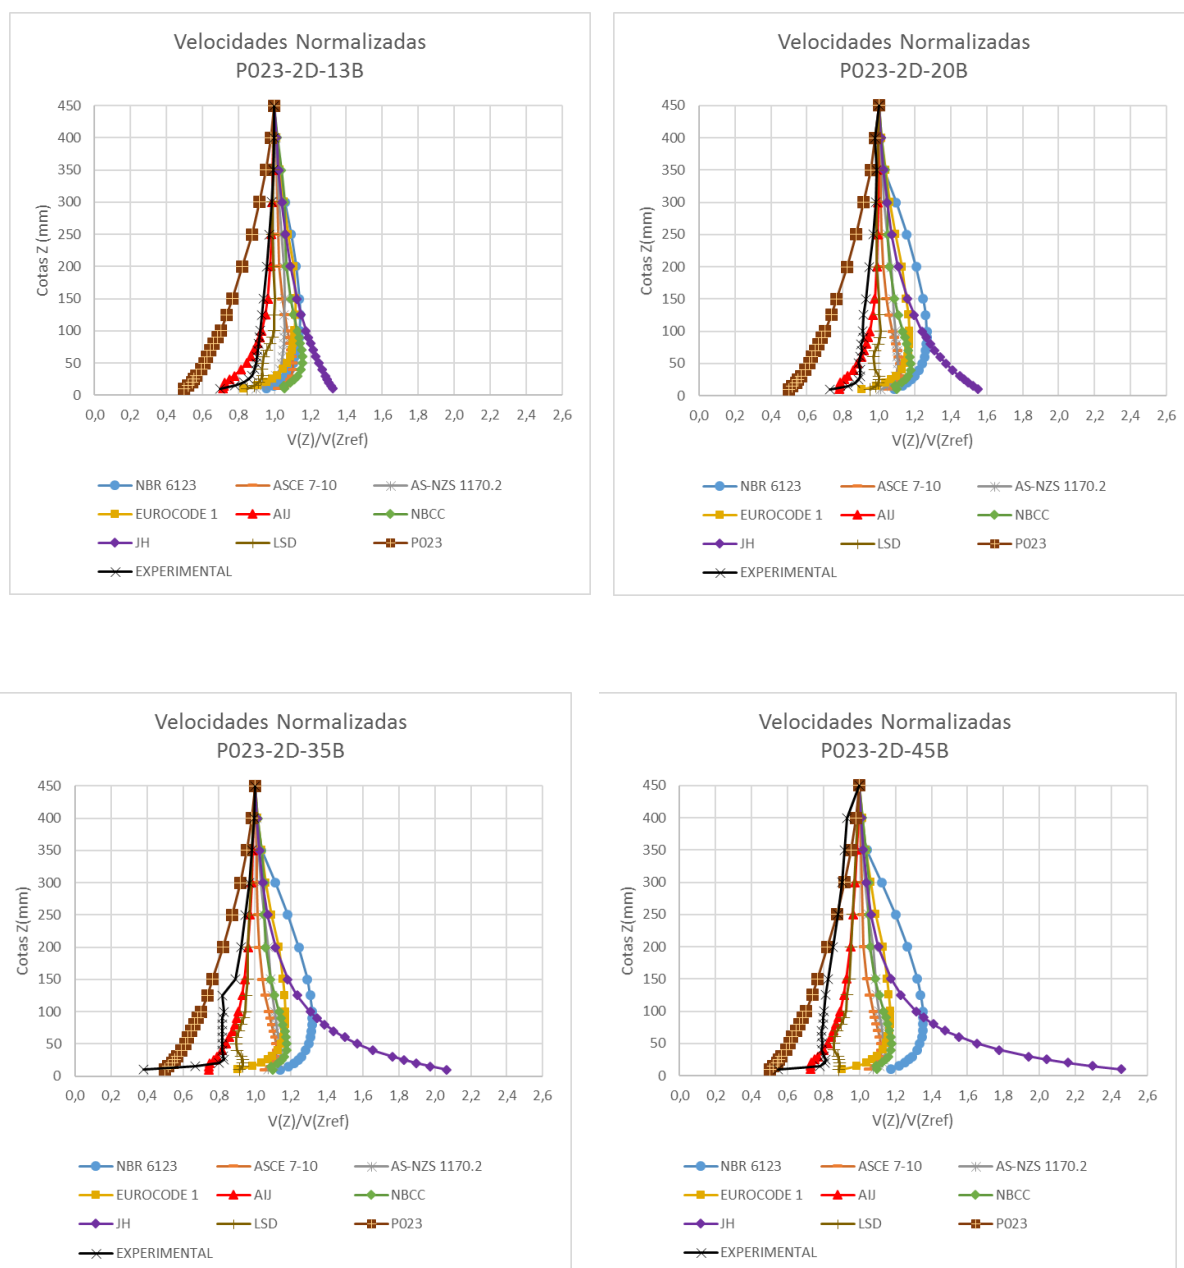 Velocidades Normalizadas
P023-2D-13B
Cotas Z (mm)
450
400
350
300
250
200
150
100
50
0
0,0 0,2 0,4 0,6 0,8 1,0 1,2 1,4 1,6 1,8 2,0 2,2 2,4 2,6
V(Z)/V(Zref)
NBR 6123 ASCE 7-10 AS-NZS 1170.2
EUROCODE 1 AIJ NBCC
JH LSD P023
EXPERIMENTAL
Velocidades Normalizadas
P023-2D-20B
Cotas Z(mm)
450
400
350
300
250
200
150
100
50
0
0,0 0,2 0,4 0,6 0,8 1,0 1,2 1,4 1,6 1,8 2,0 2,2 2,4 2,6
V(Z)/V(Zref)
NBR 6123 ASCE 7-10 AS-NZS 1170.2
EUROCODE 1 AIJ NBCC
JH LSD P023
EXPERIMENTAL
Velocidades Normalizadas
P023-2D-35B
Cotas Z(mm)
450
400
350
300
250
200
150
100
50
0
0,0 0,2 0,4 0,6 0,8 1,0 1,2 1,4 1,6 1,8 2,0 2,2 2,4 2,6
V(Z)/V(Zref)
NBR 6123 ASCE 7-10 AS-NZS 1170.2
EUROCODE 1 AIJ NBCC
JH LSD P023
EXPERIMENTAL
Velocidades Normalizadas
P023-2D-45B
Cotas Z(mm)
450
400
350
300
250
200
150
100
50
0
0,0 0,2 0,4 0,6 0,8 1,0 1,2 1,4 1,6 1,8 2,0 2,2 2,4 2,6
V(Z)/V(Zref)
NBR 6123 ASCE 7-10 AS-NZS 1170.2
EUROCODE 1 AIJ NBCC
JH LSD P023
EXPERIMENTAL